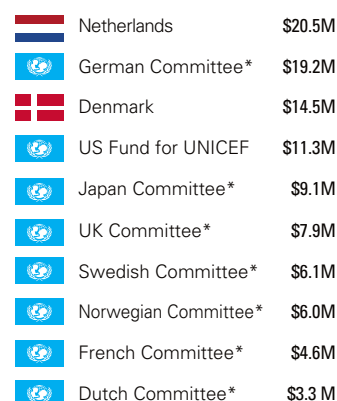 Netherlands $20.5M
German Committee* $19.2M
Denmark $14.5M
US Fund for UNICEF $11.3M
Japan Committee* $9.1M
UK Committee* $7.9M
Swedish Committee* $6.1M
Norwegian Committee* $6.0M
French Committee* $4.6M
Dutch Committee* $3.3 M